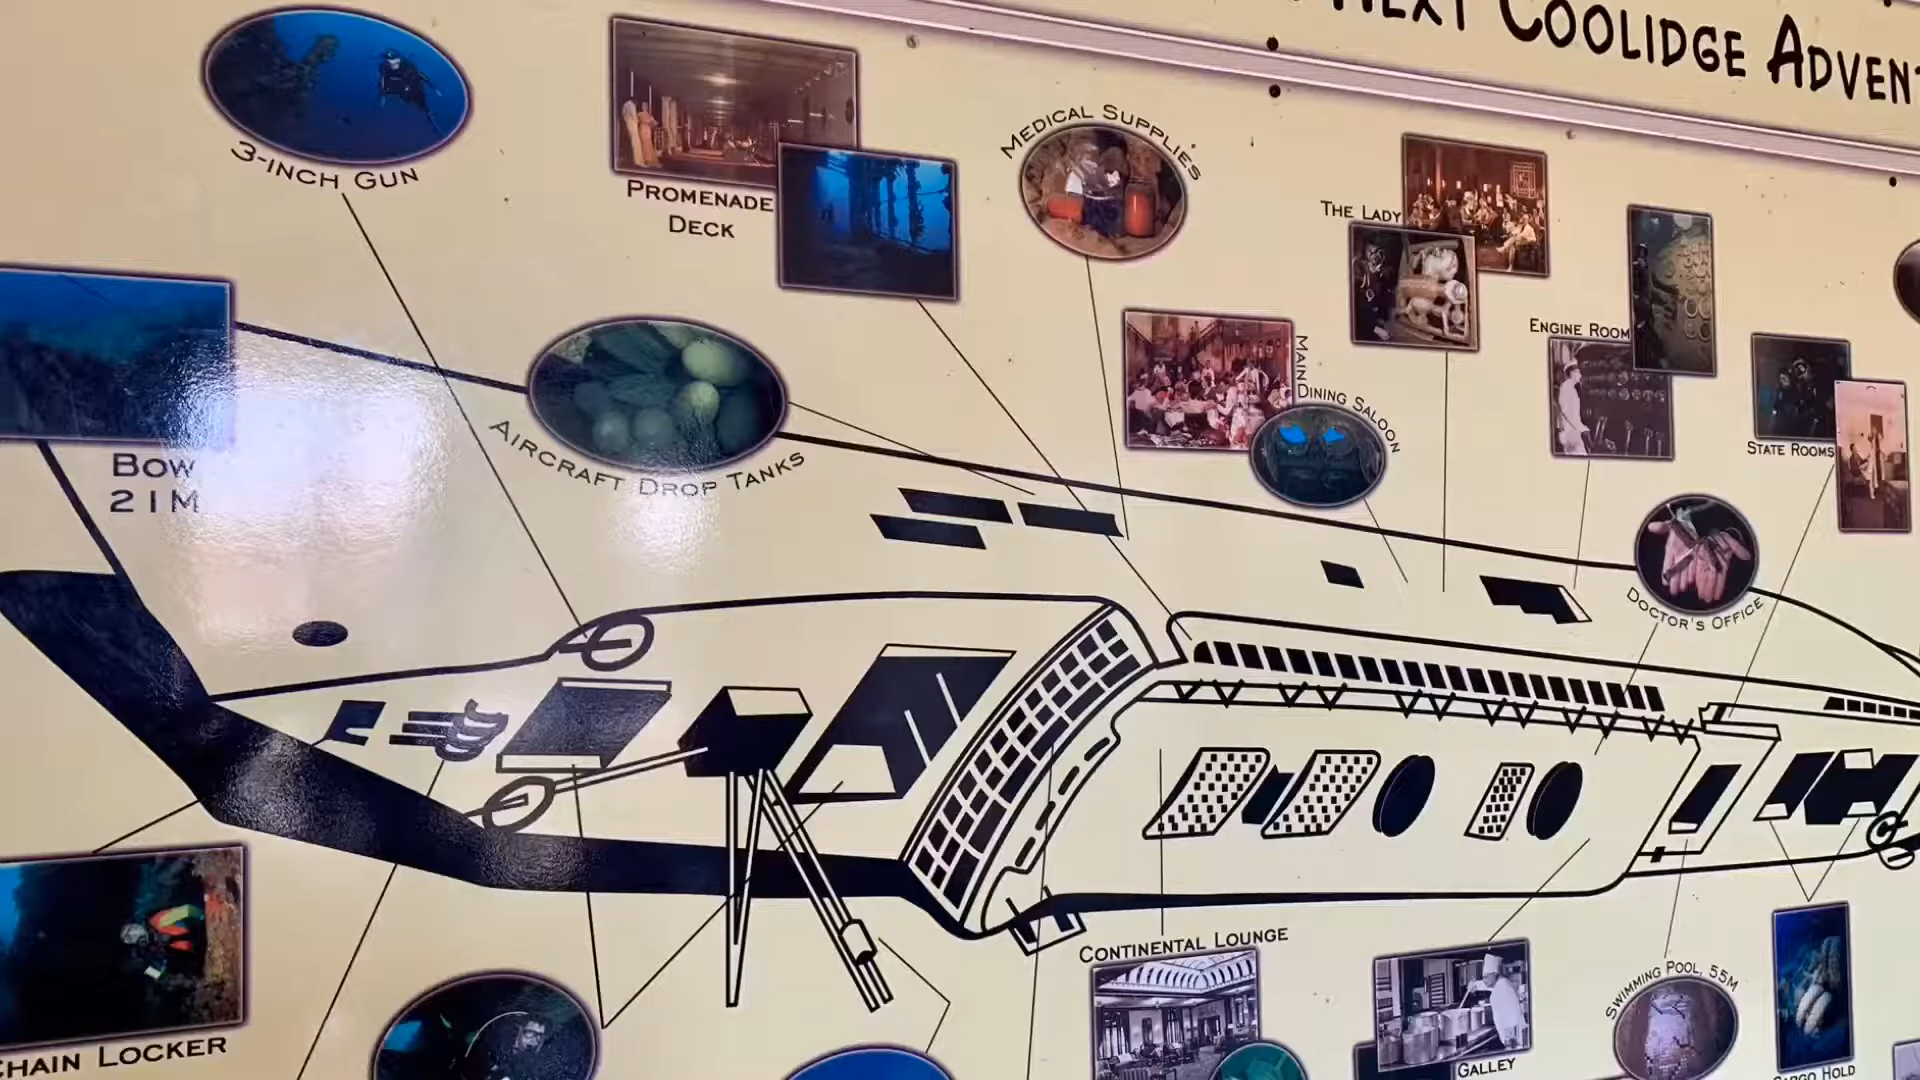 NEXT COOLIDGE
3-INCH GUN
PROMENADE
DECK
MEDICAL SUPPLIES
THE LADY
ENGINE ROOM
MAIN
DINING SALOON
STATE ROOMS
AIRCRAFT DROP TANKS
BOW
21M
DOCTOR'S OFFICE
CONTINENTAL LOUNGE
SWIMMING POOL, 55M
CHAIN LOCKER
GALLEY
CARGO HOLD